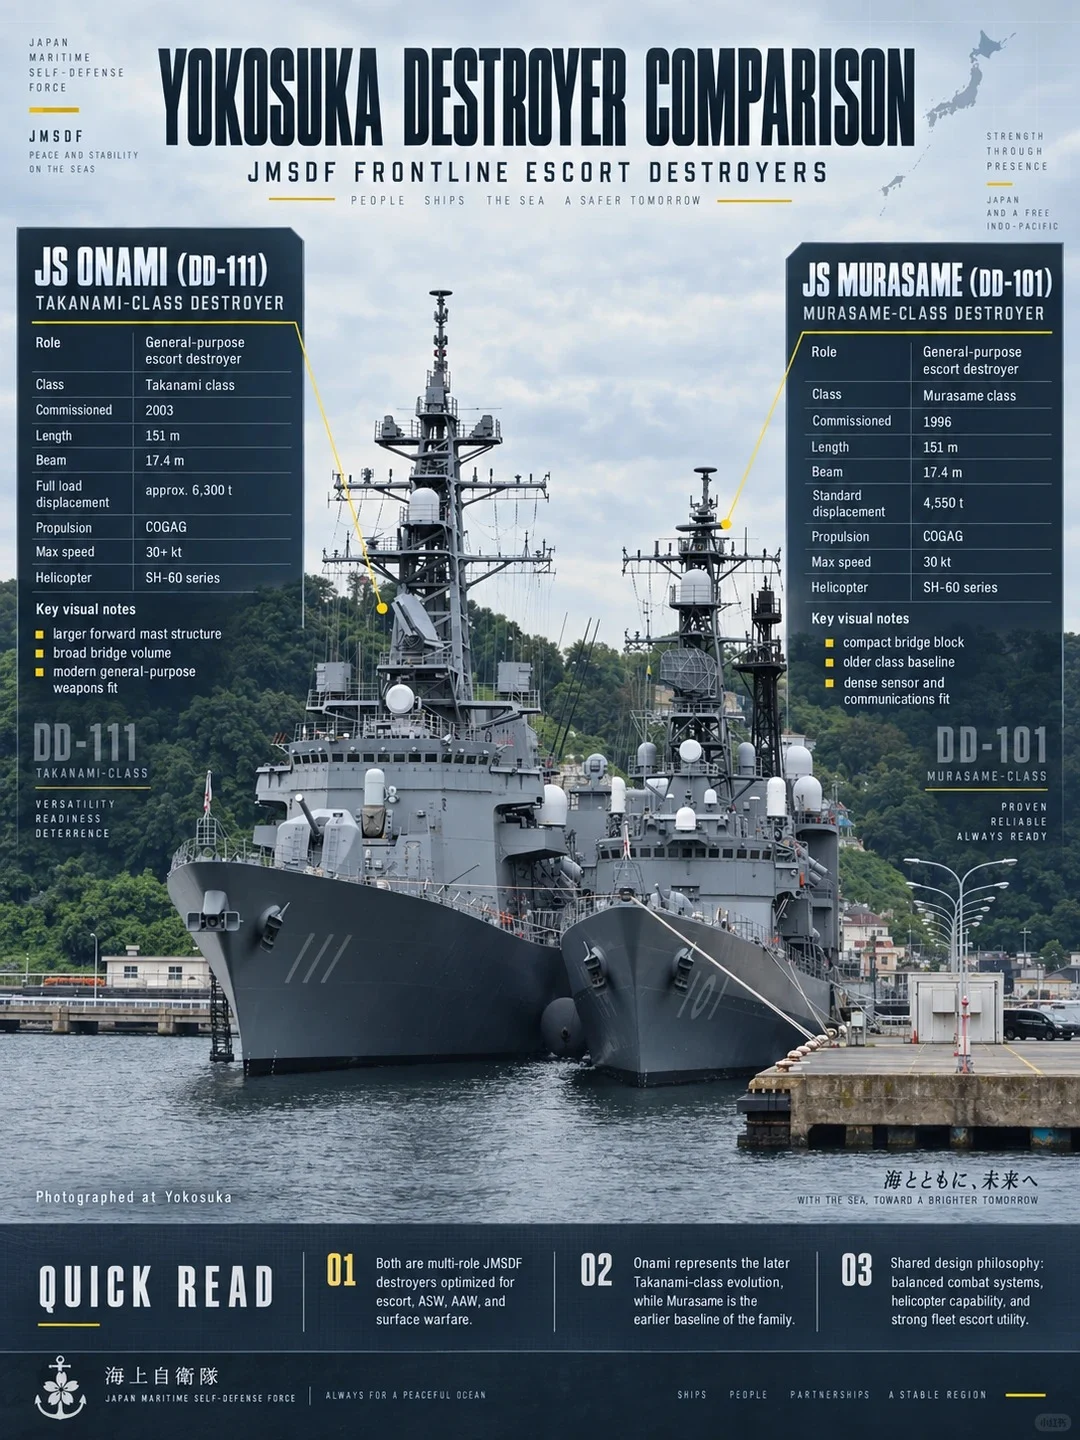 JAPAN
MARITIME
SELF-DEFENSE
FORCE
JMSDF
PEACE AND STABILITY
ON THE SEAS
YOKOSUKA DESTROYER COMPARISON
JMSDF FRONTLINE ESCORT DESTROYERS
PEOPLE SHIPS THE SEA A SAFER TOMORROW
STRENGTH
THROUGH
PRESENCE
JAPAN
AND A FREE
INDO-PACIFIC
JS ONAMI (DD-111)
TAKANAMI-CLASS DESTROYER
Role General-purpose
escort destroyer
Class Takanami class
Commissioned 2003
Length 151 m
Beam 17.4 m
Full load
displacement approx. 6,300 t
Propulsion COGAG
Max speed 30+ kt
Helicopter SH-60 series
Key visual notes
larger forward mast structure
broad bridge volume
modern general-purpose
weapons fit
DD-111
TAKANAMI-CLASS
VERSATILITY
READINESS
DETERRENCE
JS MURASAME (DD-101)
MURASAME-CLASS DESTROYER
Role General-purpose
escort destroyer
Class Murasame class
Commissioned 1996
Length 151 m
Beam 17.4 m
Standard
displacement 4,550 t
Propulsion COGAG
Max speed 30 kt
Helicopter SH-60 series
Key visual notes
compact bridge block
older class baseline
dense sensor and
communications fit
DD-101
MURASAME-CLASS
PROVEN
RELIABLE
ALWAYS READY
111
101
Photographed at Yokosuka
海とともに、未来へ
WITH THE SEA, TOWARD A BRIGHTER TOMORROW
QUICK READ
01
Both are multi-role JMSDF
destroyers optimized for
escort, ASW, AAW, and
surface warfare.
02
Onami represents the later
Takanami-class evolution,
while Murasame is the
earlier baseline of the family.
03
Shared design philosophy:
balanced combat systems,
helicopter capability, and
strong fleet escort utility.
海上自衛隊
JAPAN MARITIME SELF-DEFENSE FORCE
ALWAYS FOR A PEACEFUL OCEAN
SHIPS PEOPLE PARTNERSHIPS A STABLE REGION